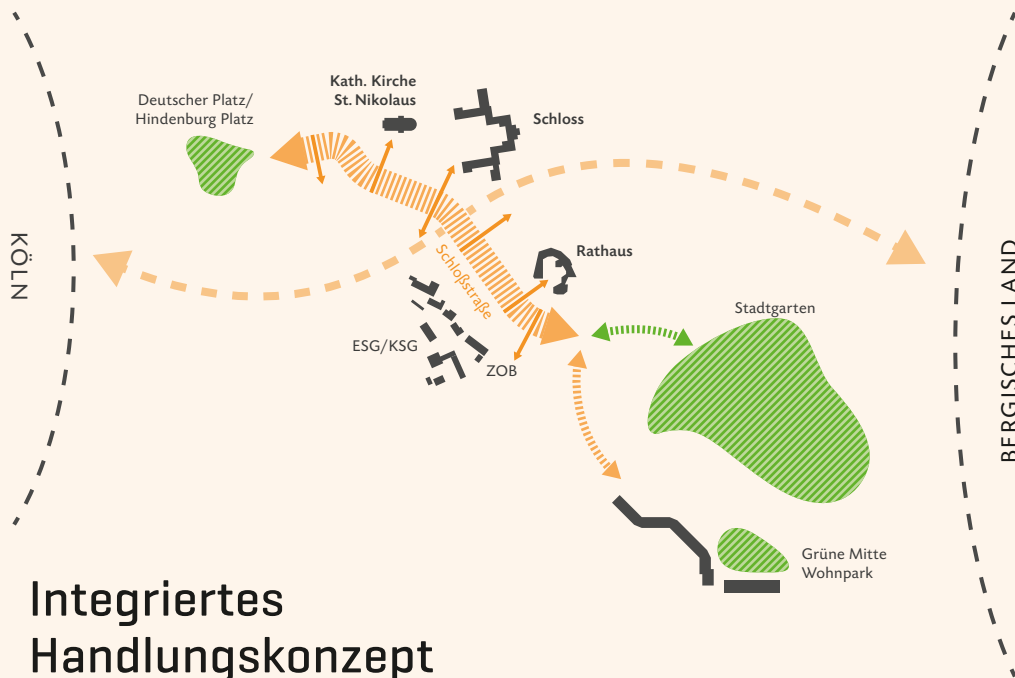 Kath. Kirche
St. Nikolaus
Deutscher Platz/
Hindenburg Platz
Schloss
KÖLN
Schloßstraße
Rathaus
BERGISCHES LAND
Stadtgarten
ESG/KSG
ZOB
Grüne Mitte
Wohnpark
Integriertes
Handlungskonzept